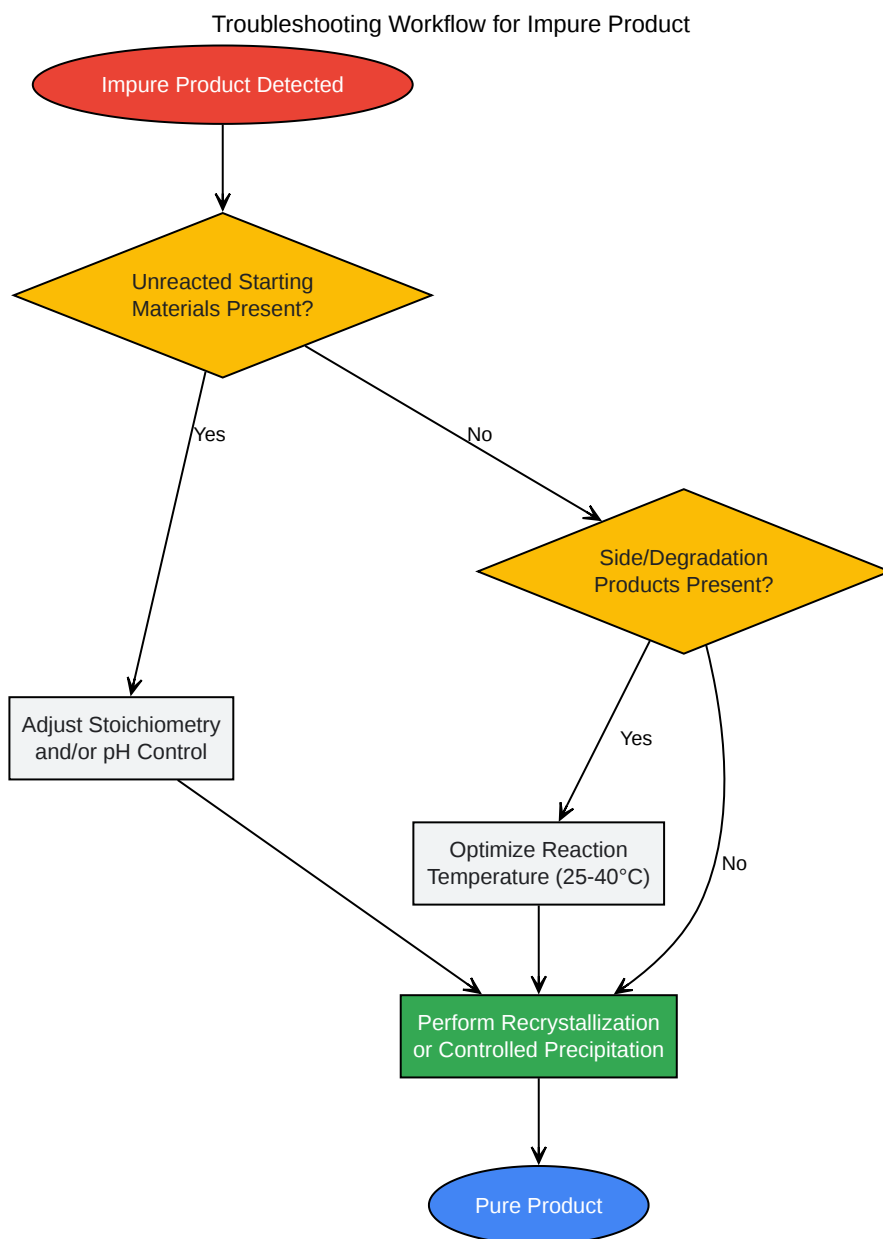 Troubleshooting Workflow for Impure Product
Impure Product Detected
Unreacted Starting
Materials Present?
Yes
No
Side/Degradation
Products Present?
Adjust Stoichiometry
and/or pH Control
Yes
Optimize Reaction
Temperature (25-40°C)
No
Perform Recrystallization
or Controlled Precipitation
Pure Product